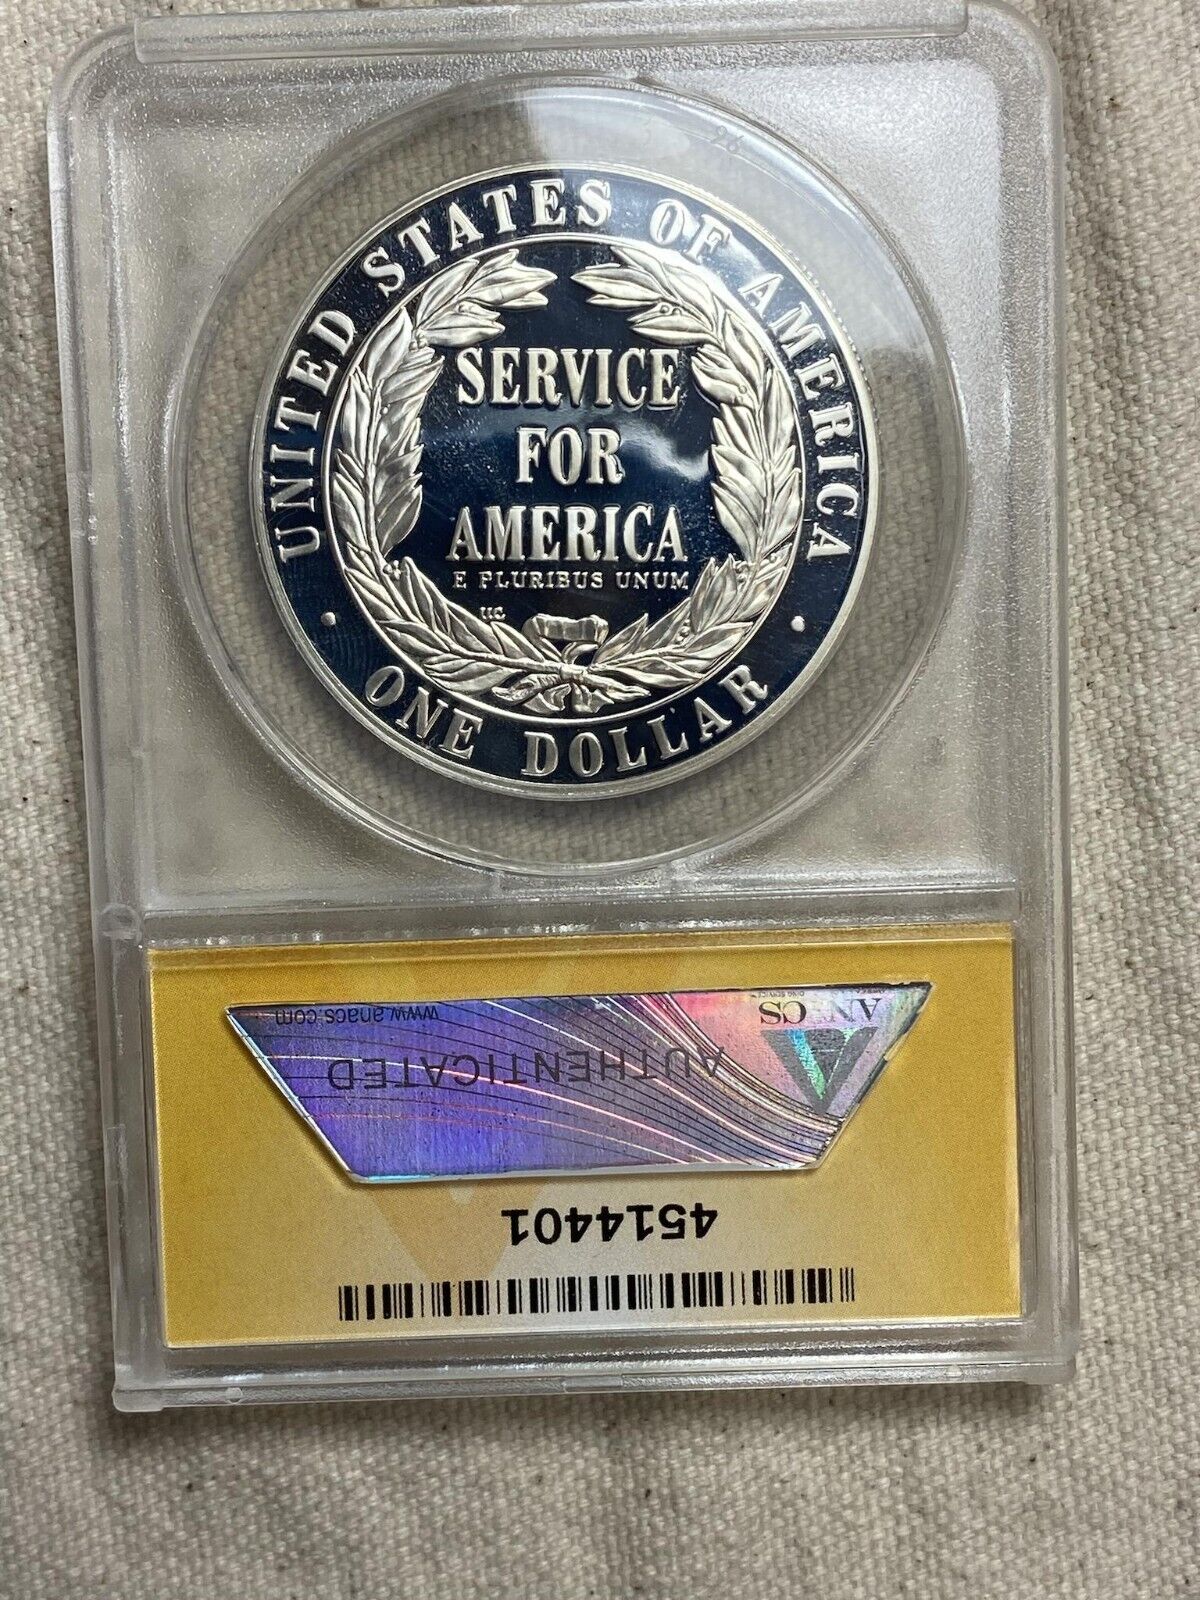 UNITED STATES OF AMERICA
SERVICE
FOR
AMERICA
E PLURIBUS UNUM
· ONE DOLLAR ·
4514401
AUTHENTICATED
www.anacs.com
ANACS